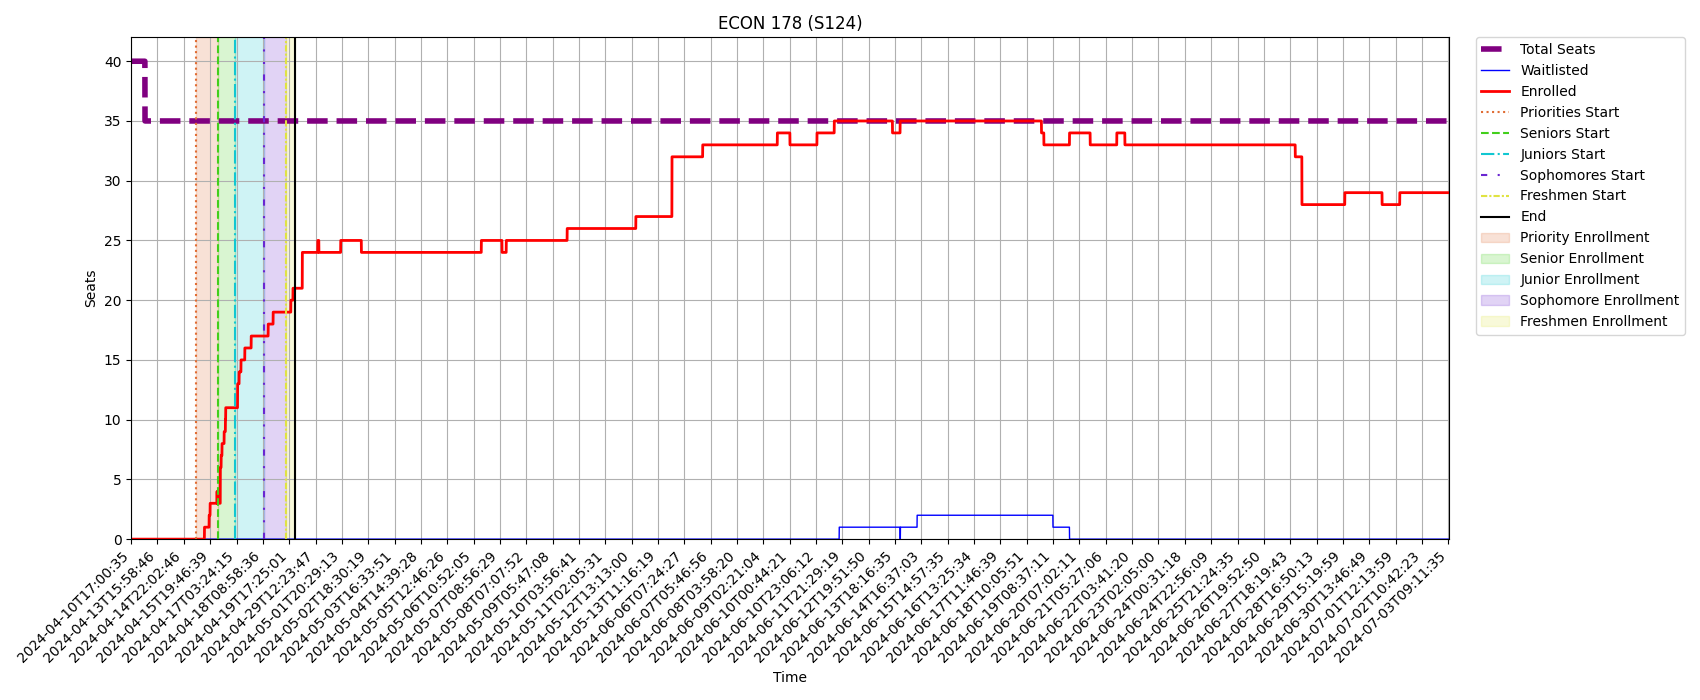 ECON 178 (S124)
Total Seats
Waitlisted
Enrolled
Priorities Start
Seniors Start
Juniors Start
Sophomores Start
Freshmen Start
End
Priority Enrollment
Senior Enrollment
Junior Enrollment
Sophomore Enrollment
Freshmen Enrollment
Seats
40
35
30
25
20
15
10
5
0
2024-04-10T17:00:35
2024-04-13T15:58:46
2024-04-14T22:02:46
2024-04-15T19:46:39
2024-04-17T03:24:15
2024-04-18T08:58:36
2024-04-19T17:25:01
2024-04-29T12:23:47
2024-05-01T20:29:13
2024-05-02T18:30:19
2024-05-03T16:33:51
2024-05-04T14:39:28
2024-05-05T12:46:26
2024-05-06T10:52:05
2024-05-07T08:56:29
2024-05-08T07:07:52
2024-05-09T05:47:08
2024-05-10T03:56:41
2024-05-11T02:05:31
2024-05-12T13:13:00
2024-05-13T11:16:19
2024-06-06T07:24:27
2024-06-07T05:46:56
2024-06-08T03:58:20
2024-06-09T02:21:04
2024-06-10T00:44:21
2024-06-10T23:06:12
2024-06-11T21:29:19
2024-06-12T19:51:50
2024-06-13T18:16:35
2024-06-14T16:37:03
2024-06-15T14:57:35
2024-06-16T13:25:34
2024-06-17T11:46:39
2024-06-18T10:05:51
2024-06-19T08:37:11
2024-06-20T07:02:11
2024-06-21T05:27:06
2024-06-22T03:41:20
2024-06-23T02:05:00
2024-06-24T00:31:18
2024-06-24T22:56:09
2024-06-25T21:24:35
2024-06-26T19:52:50
2024-06-27T18:19:43
2024-06-28T16:50:13
2024-06-29T15:19:59
2024-06-30T13:46:49
2024-07-01T12:13:59
2024-07-02T10:42:23
2024-07-03T09:11:35
Time